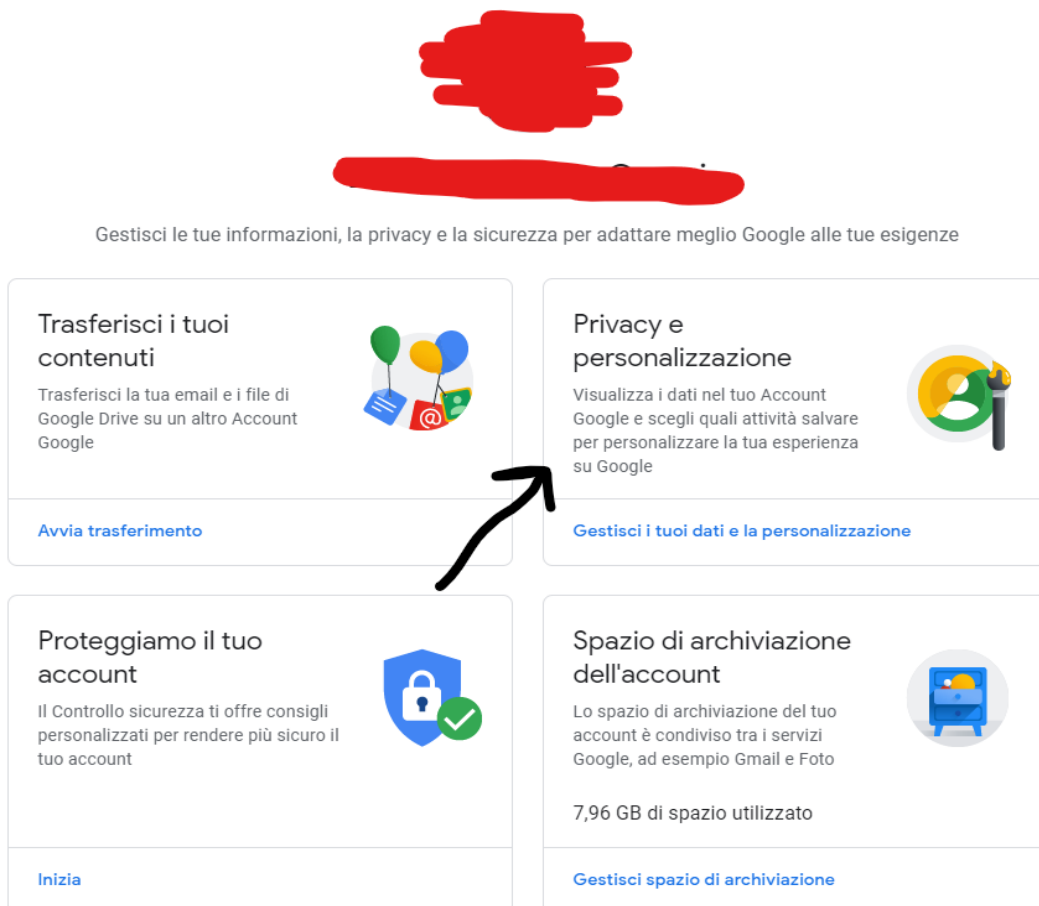 Gestisci le tue informazioni, la privacy e la sicurezza per adattare meglio Google alle tue esigenze
Trasferisci i tuoi
contenuti
Trasferisci la tua email e i file di
Google Drive su un altro Account
Google
@
Avvia trasferimento
Privacy e
personalizzazione
Visualizza i dati nel tuo Account
Google e scegli quali attività salvare
per personalizzare la tua esperienza
su Google
Gestisci i tuoi dati e la personalizzazione
Proteggiamo il tuo
account
Il Controllo sicurezza ti offre consigli
personalizzati per rendere più sicuro il
tuo account
Inizia
Spazio di archiviazione
dell'account
Lo spazio di archiviazione del tuo
account è condiviso tra i servizi
Google, ad esempio Gmail e Foto
7,96 GB di spazio utilizzato
Gestisci spazio di archiviazione